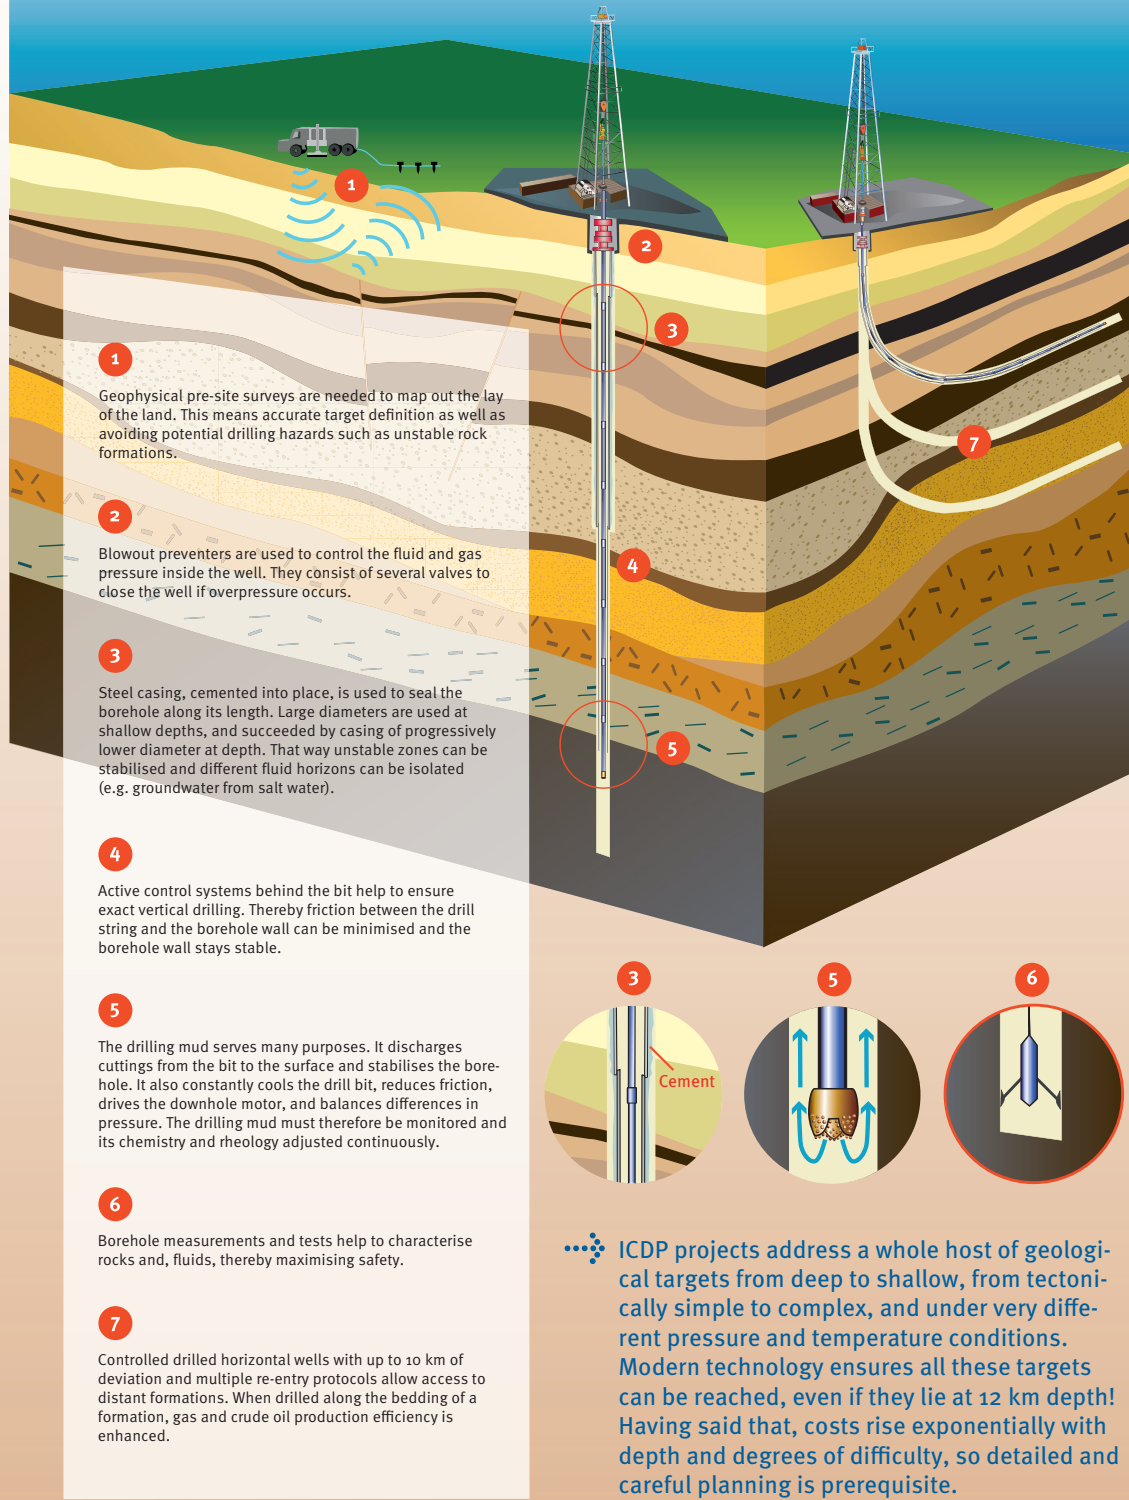 1
2
3
7
4
5
1
Geophysical pre-site surveys are needed to map out the lay
of the land. This means accurate target definition as well as
avoiding potential drilling hazards such as unstable rock
formations.
2
Blowout preventers are used to control the fluid and gas
pressure inside the well. They consist of several valves to
close the well if overpressure occurs.
3
Steel casing, cemented into place, is used to seal the
borehole along its length. Large diameters are used at
shallow depths, and succeeded by casing of progressively
lower diameter at depth. That way unstable zones can be
stabilised and different fluid horizons can be isolated
(e.g. groundwater from salt water).
4
Active control systems behind the bit help to ensure
exact vertical drilling. Thereby friction between the drill
string and the borehole wall can be minimised and the
borehole wall stays stable.
5
The drilling mud serves many purposes. It discharges
cuttings from the bit to the surface and stabilises the bore-
hole. It also constantly cools the drill bit, reduces friction,
drives the downhole motor, and balances differences in
pressure. The drilling mud must therefore be monitored and
its chemistry and rheology adjusted continuously.
6
Borehole measurements and tests help to characterise
rocks and, fluids, thereby maximising safety.
7
Controlled drilled horizontal wells with up to 10 km of
deviation and multiple re-entry protocols allow access to
distant formations. When drilled along the bedding of a
formation, gas and crude oil production efficiency is
enhanced.
3
5
6
Cement
ICDP projects address a whole host of geologi-
cal targets from deep to shallow, from tectoni-
cally simple to complex, and under very diffe-
rent pressure and temperature conditions.
Modern technology ensures all these targets
can be reached, even if they lie at 12 km depth!
Having said that, costs rise exponentially with
depth and degrees of difficulty, so detailed and
careful planning is prerequisite.